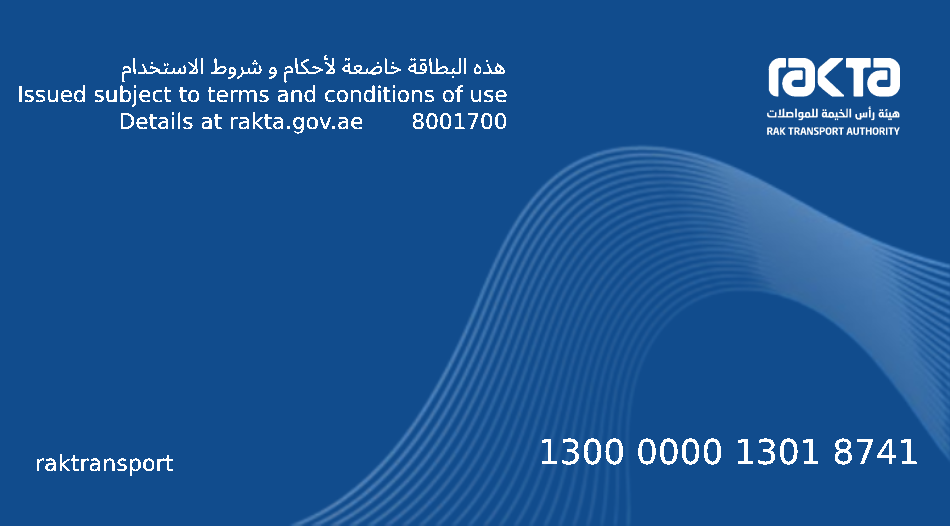 هذه البطاقة خاضعة لأحكام و شروط الاستخدام
Issued subject to terms and conditions of use
Details at rakta.gov.ae 8001700
rakta
هيئة رأس الخيمة للمواصلات
RAK TRANSPORT AUTHORITY
raktransport
1300 0000 1301 8741